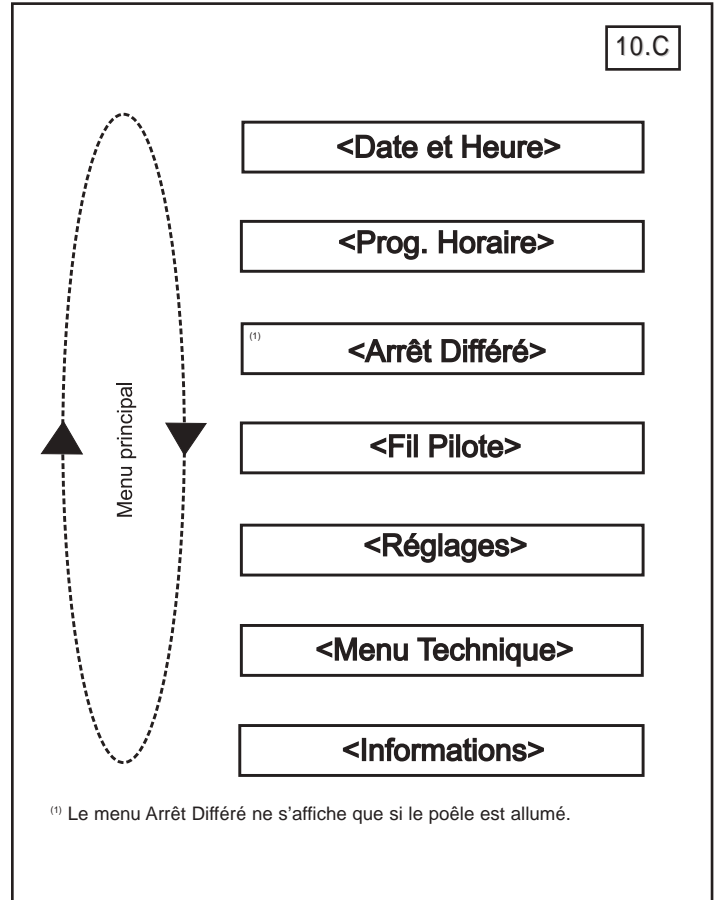 10.C
<Date et Heure>
<Prog. Horaire>
(1)
<Arrêt Différé>
<Fil Pilote>
<Réglages>
<Menu Technique>
<Informations>
Menu principal
(1) Le menu Arrêt Différé ne s’affiche que si le poêle est allumé.